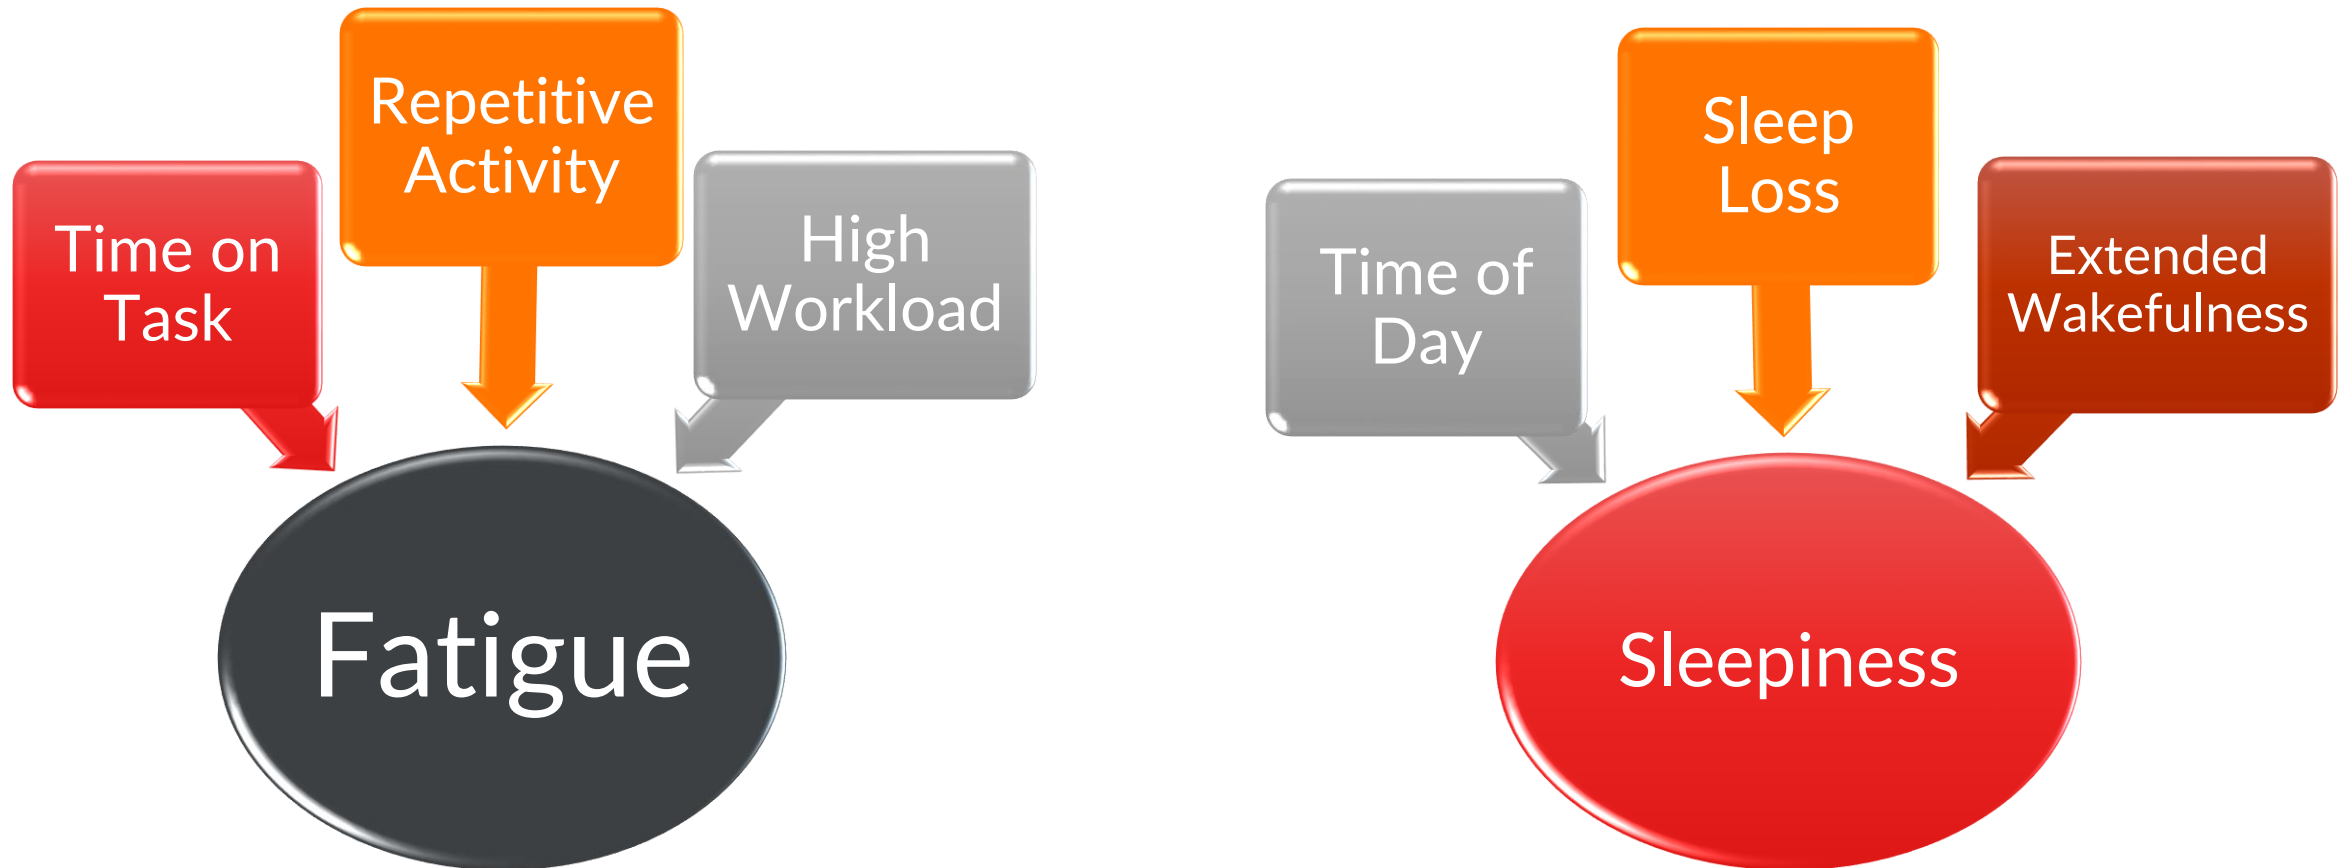 Time on
Task
Repetitive
Activity
High
Workload
Fatigue
Time of
Day
Sleep
Loss
Extended
Wakefulness
Sleepiness